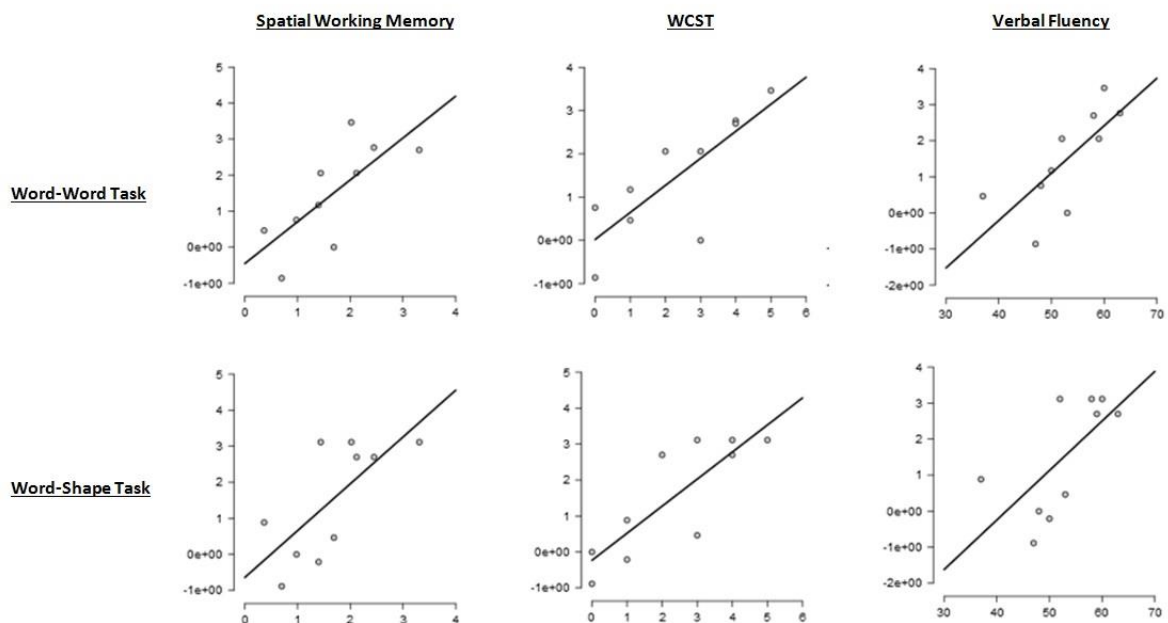 Spatial Working Memory WCST Verbal Fluency
Word-Word Task
5 4 3 2 1 0e+00 -1e+00
0 1 2 3 4
4 3 2 1 0e+00 -1e+00
0 1 2 3 4 5 6
4 3 2 1 0e+00 -1e+00 -2e+00
30 40 50 60 70
Word-Shape Task
5 4 3 2 1 0e+00 -1e+00
0 1 2 3 4
5 4 3 2 1 0e+00 -1e+00
0 1 2 3 4 5 6
4 3 2 1 0e+00 -1e+00 -2e+00
30 40 50 60 70